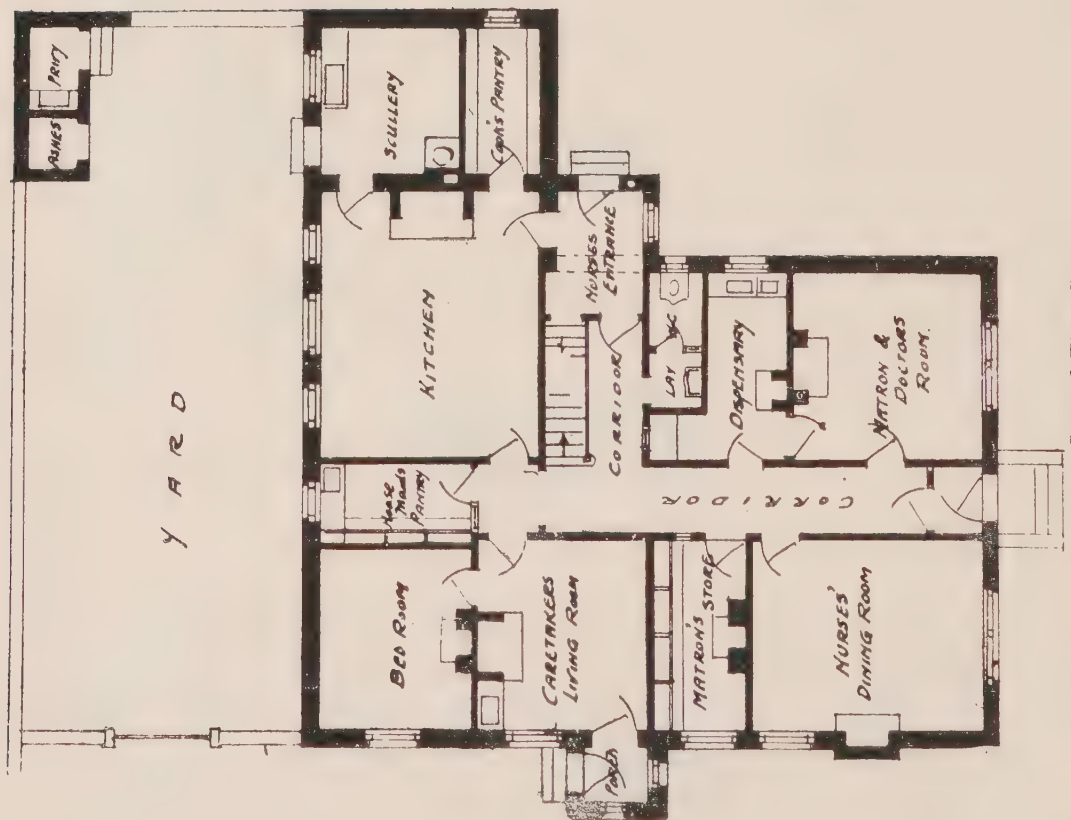 PRIVY
ASHES
YARD
SCULLERY
COOK'S PANTRY
KITCHEN
NURSES
ENTRANCE
W.C
LAV
DISPENSARY
MATRON &
DOCTORS
ROOM.
CORRIDOR
CORRIDOR
House
Maids
PANTRY
BED ROOM
CARETAKERS
LIVING ROOM
MATRON'S
STORE
NURSES'
DINING ROOM
PORCH